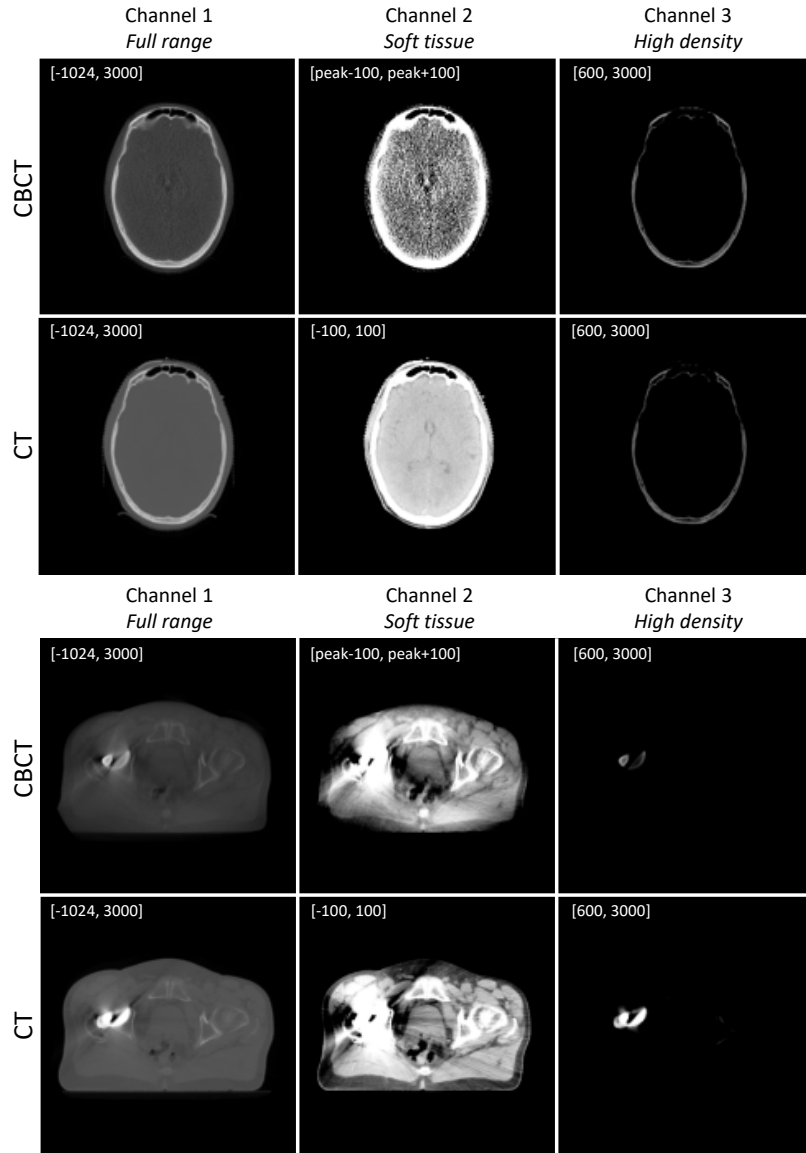 Channel 1 Channel 2 Channel 3
Full range Soft tissue High density
CBCT
[-1024, 3000] [peak-100, peak+100] [600, 3000]
CT
[-1024, 3000] [-100, 100] [600, 3000]
Channel 1 Channel 2 Channel 3
Full range Soft tissue High density
CBCT
[-1024, 3000] [peak-100, peak+100] [600, 3000]
CT
[-1024, 3000] [-100, 100] [600, 3000]